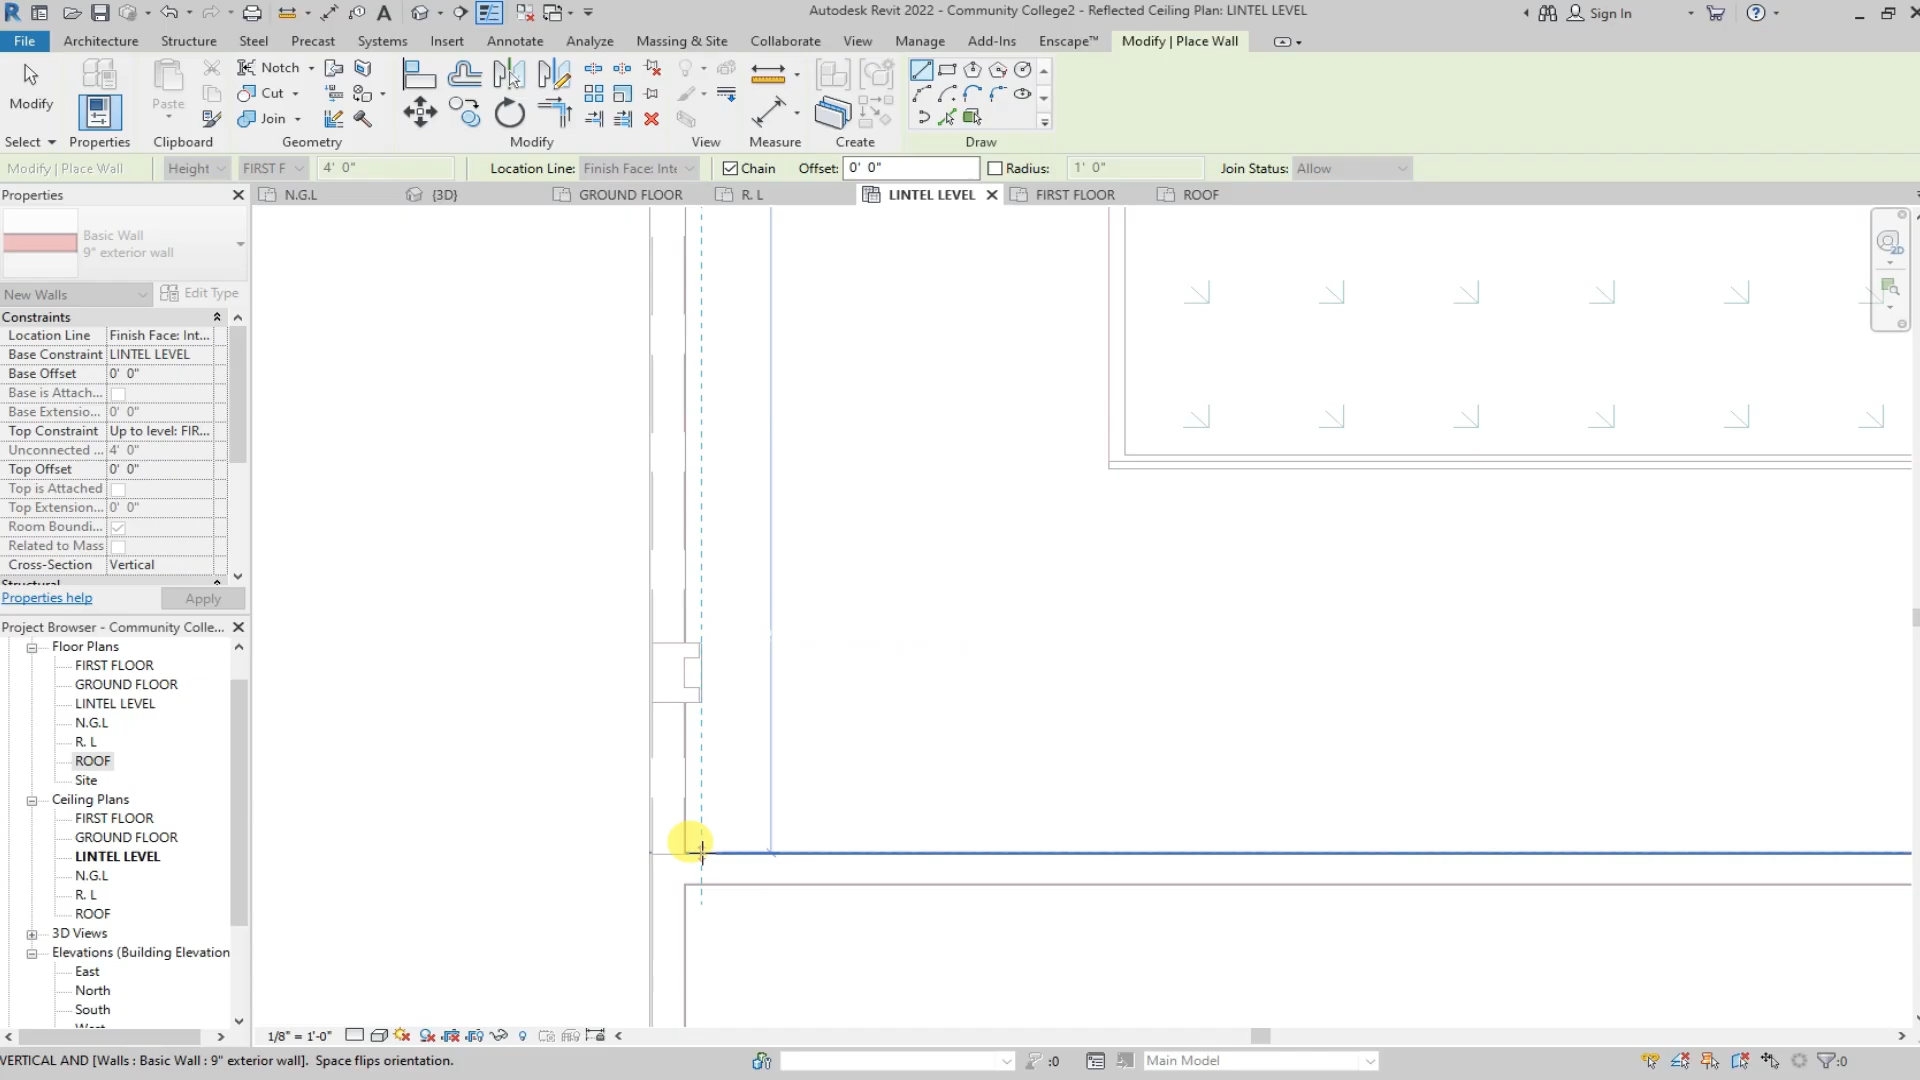 Autodesk Revit 2022 - Community College2 - Reflected Ceiling Plan: LINTEL LEVEL
Sign In
File Architecture Structure Steel Precast Systems Insert Annotate Analyze Massing & Site Collaborate View Manage Add-Ins Enscape™ Modify | Place Wall
Modify
Paste
Notch
Cut
Join
Select Properties Clipboard Geometry Modify View Measure Create Draw
Modify | Place Wall Height FIRST F 4' 0" Location Line: Finish Face: Inte Chain Offset: 0' 0" Radius: 1' 0" Join Status: Allow
Properties
N.G.L {3D} GROUND FLOOR R. L LINTEL LEVEL FIRST FLOOR ROOF
Basic Wall
9" exterior wall
New Walls Edit Type
Constraints
Location Line Finish Face: Int...
Base Constraint LINTEL LEVEL
Base Offset 0' 0"
Base is Attach...
Base Extensio... 0' 0"
Top Constraint Up to level: FIR...
Unconnected ... 4' 0"
Top Offset 0' 0"
Top is Attached
Top Extension... 0' 0"
Room Boundi...
Related to Mass
Cross-Section Vertical
Structural
Properties help Apply
Project Browser - Community Colle...
Floor Plans
FIRST FLOOR
GROUND FLOOR
LINTEL LEVEL
N.G.L
R. L
ROOF
Site
Ceiling Plans
FIRST FLOOR
GROUND FLOOR
LINTEL LEVEL
N.G.L
R. L
ROOF
3D Views
Elevations (Building Elevation
East
North
South
West
2D
1/8" = 1'-0"
VERTICAL AND [Walls : Basic Wall : 9" exterior wall]. Space flips orientation.
:0
Main Model
:0